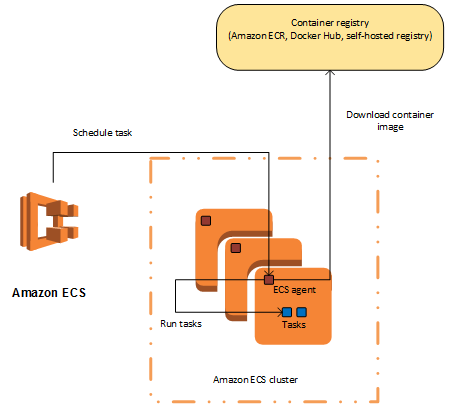 Container registry
(Amazon ECR, Docker Hub, self-hosted registry)
Download container
image
Schedule task
Amazon ECS
ECS agent
Run tasks
Tasks
Amazon ECS cluster